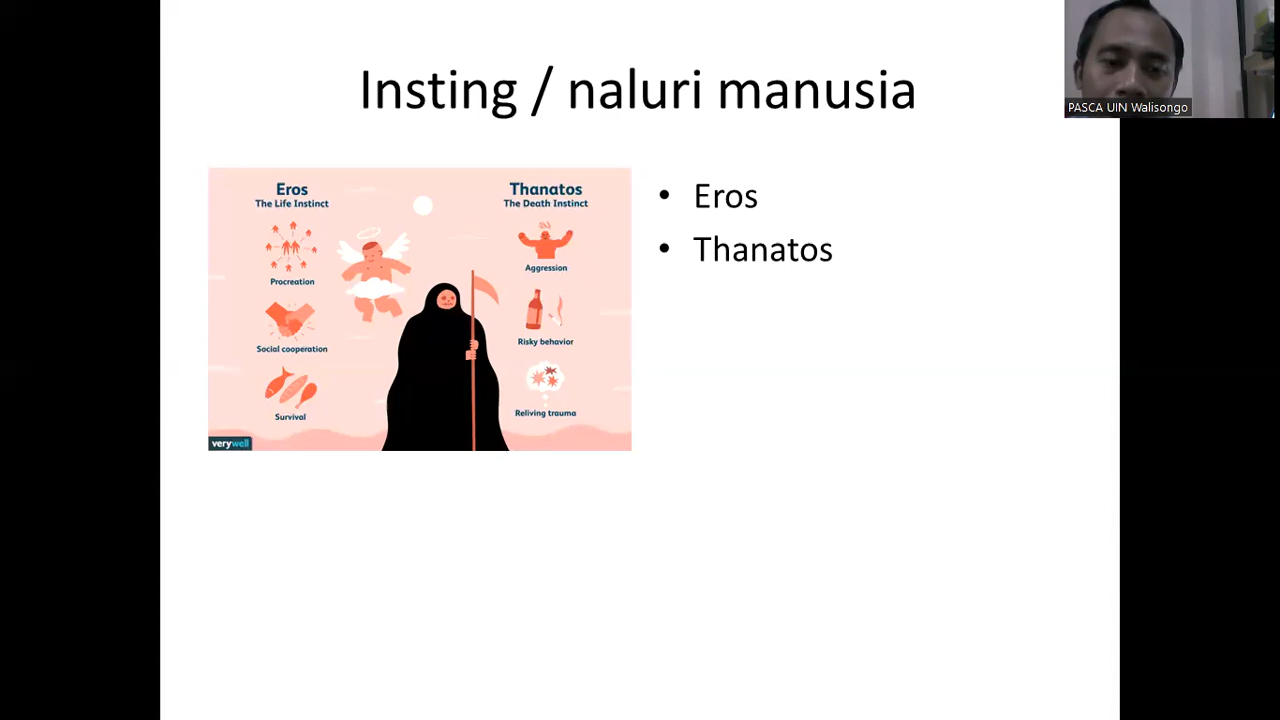 Insting / naluri manusia
PASCA UIN Walisongo
Eros
The Life Instinct
Procreation
Social cooperation
Survival
Thanatos
The Death Instinct
Aggression
Risky behavior
Reliving trauma
verywell
• Eros
• Thanatos